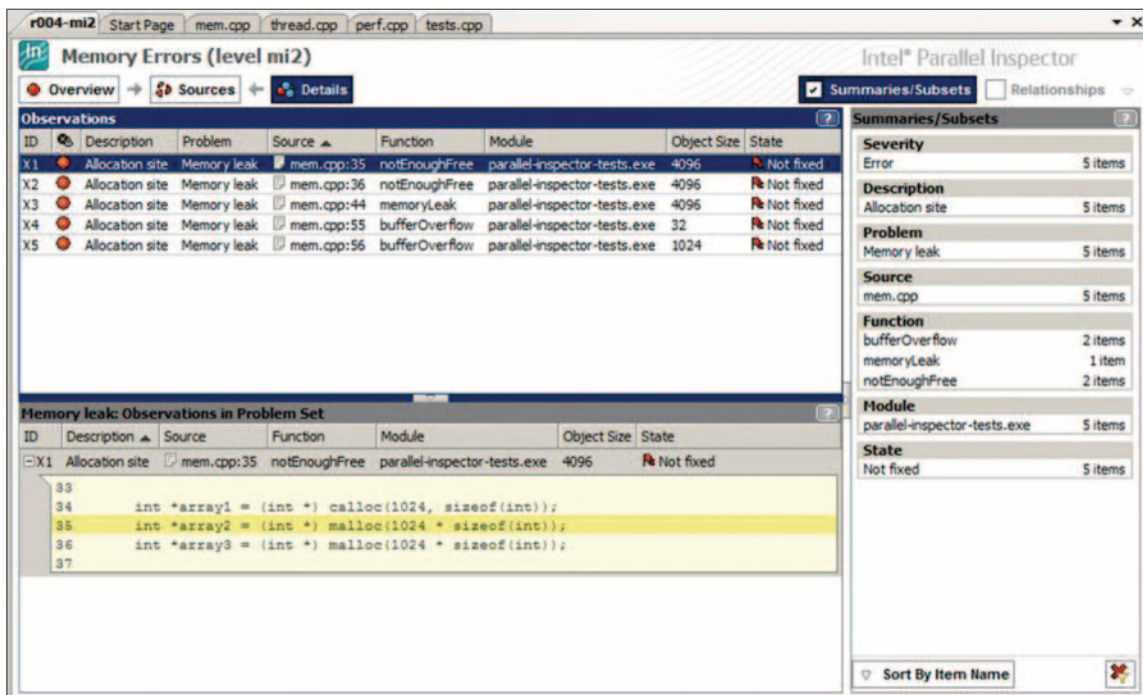 r004-mi2 Start Page mem.cpp thread.cpp perf.cpp tests.cpp
In Memory Errors (level mi2) Intel® Parallel Inspector
Overview Sources Details Summaries/Subsets Relationships
Observations ? Summaries/Subsets ?
ID Description Problem Source Function Module Object Size State
X1 Allocation site Memory leak mem.cpp:35 notEnoughFree parallel-inspector-tests.exe 4096 Not fixed
X2 Allocation site Memory leak mem.cpp:36 notEnoughFree parallel-inspector-tests.exe 4096 Not fixed
X3 Allocation site Memory leak mem.cpp:44 memoryLeak parallel-inspector-tests.exe 4096 Not fixed
X4 Allocation site Memory leak mem.cpp:55 bufferOverflow parallel-inspector-tests.exe 32 Not fixed
X5 Allocation site Memory leak mem.cpp:56 bufferOverflow parallel-inspector-tests.exe 1024 Not fixed
Memory leak: Observations in Problem Set ?
ID Description Source Function Module Object Size State
X1 Allocation site mem.cpp:35 notEnoughFree parallel-inspector-tests.exe 4096 Not fixed
33
34 int *array1 = (int *) calloc(1024, sizeof(int));
35 int *array2 = (int *) malloc(1024 * sizeof(int));
36 int *array3 = (int *) malloc(1024 * sizeof(int));
37
Severity
Error 5 items
Description
Allocation site 5 items
Problem
Memory leak 5 items
Source
mem.cpp 5 items
Function
bufferOverflow 2 items
memoryLeak 1 item
notEnoughFree 2 items
Module
parallel-inspector-tests.exe 5 items
State
Not fixed 5 items
Sort By Item Name